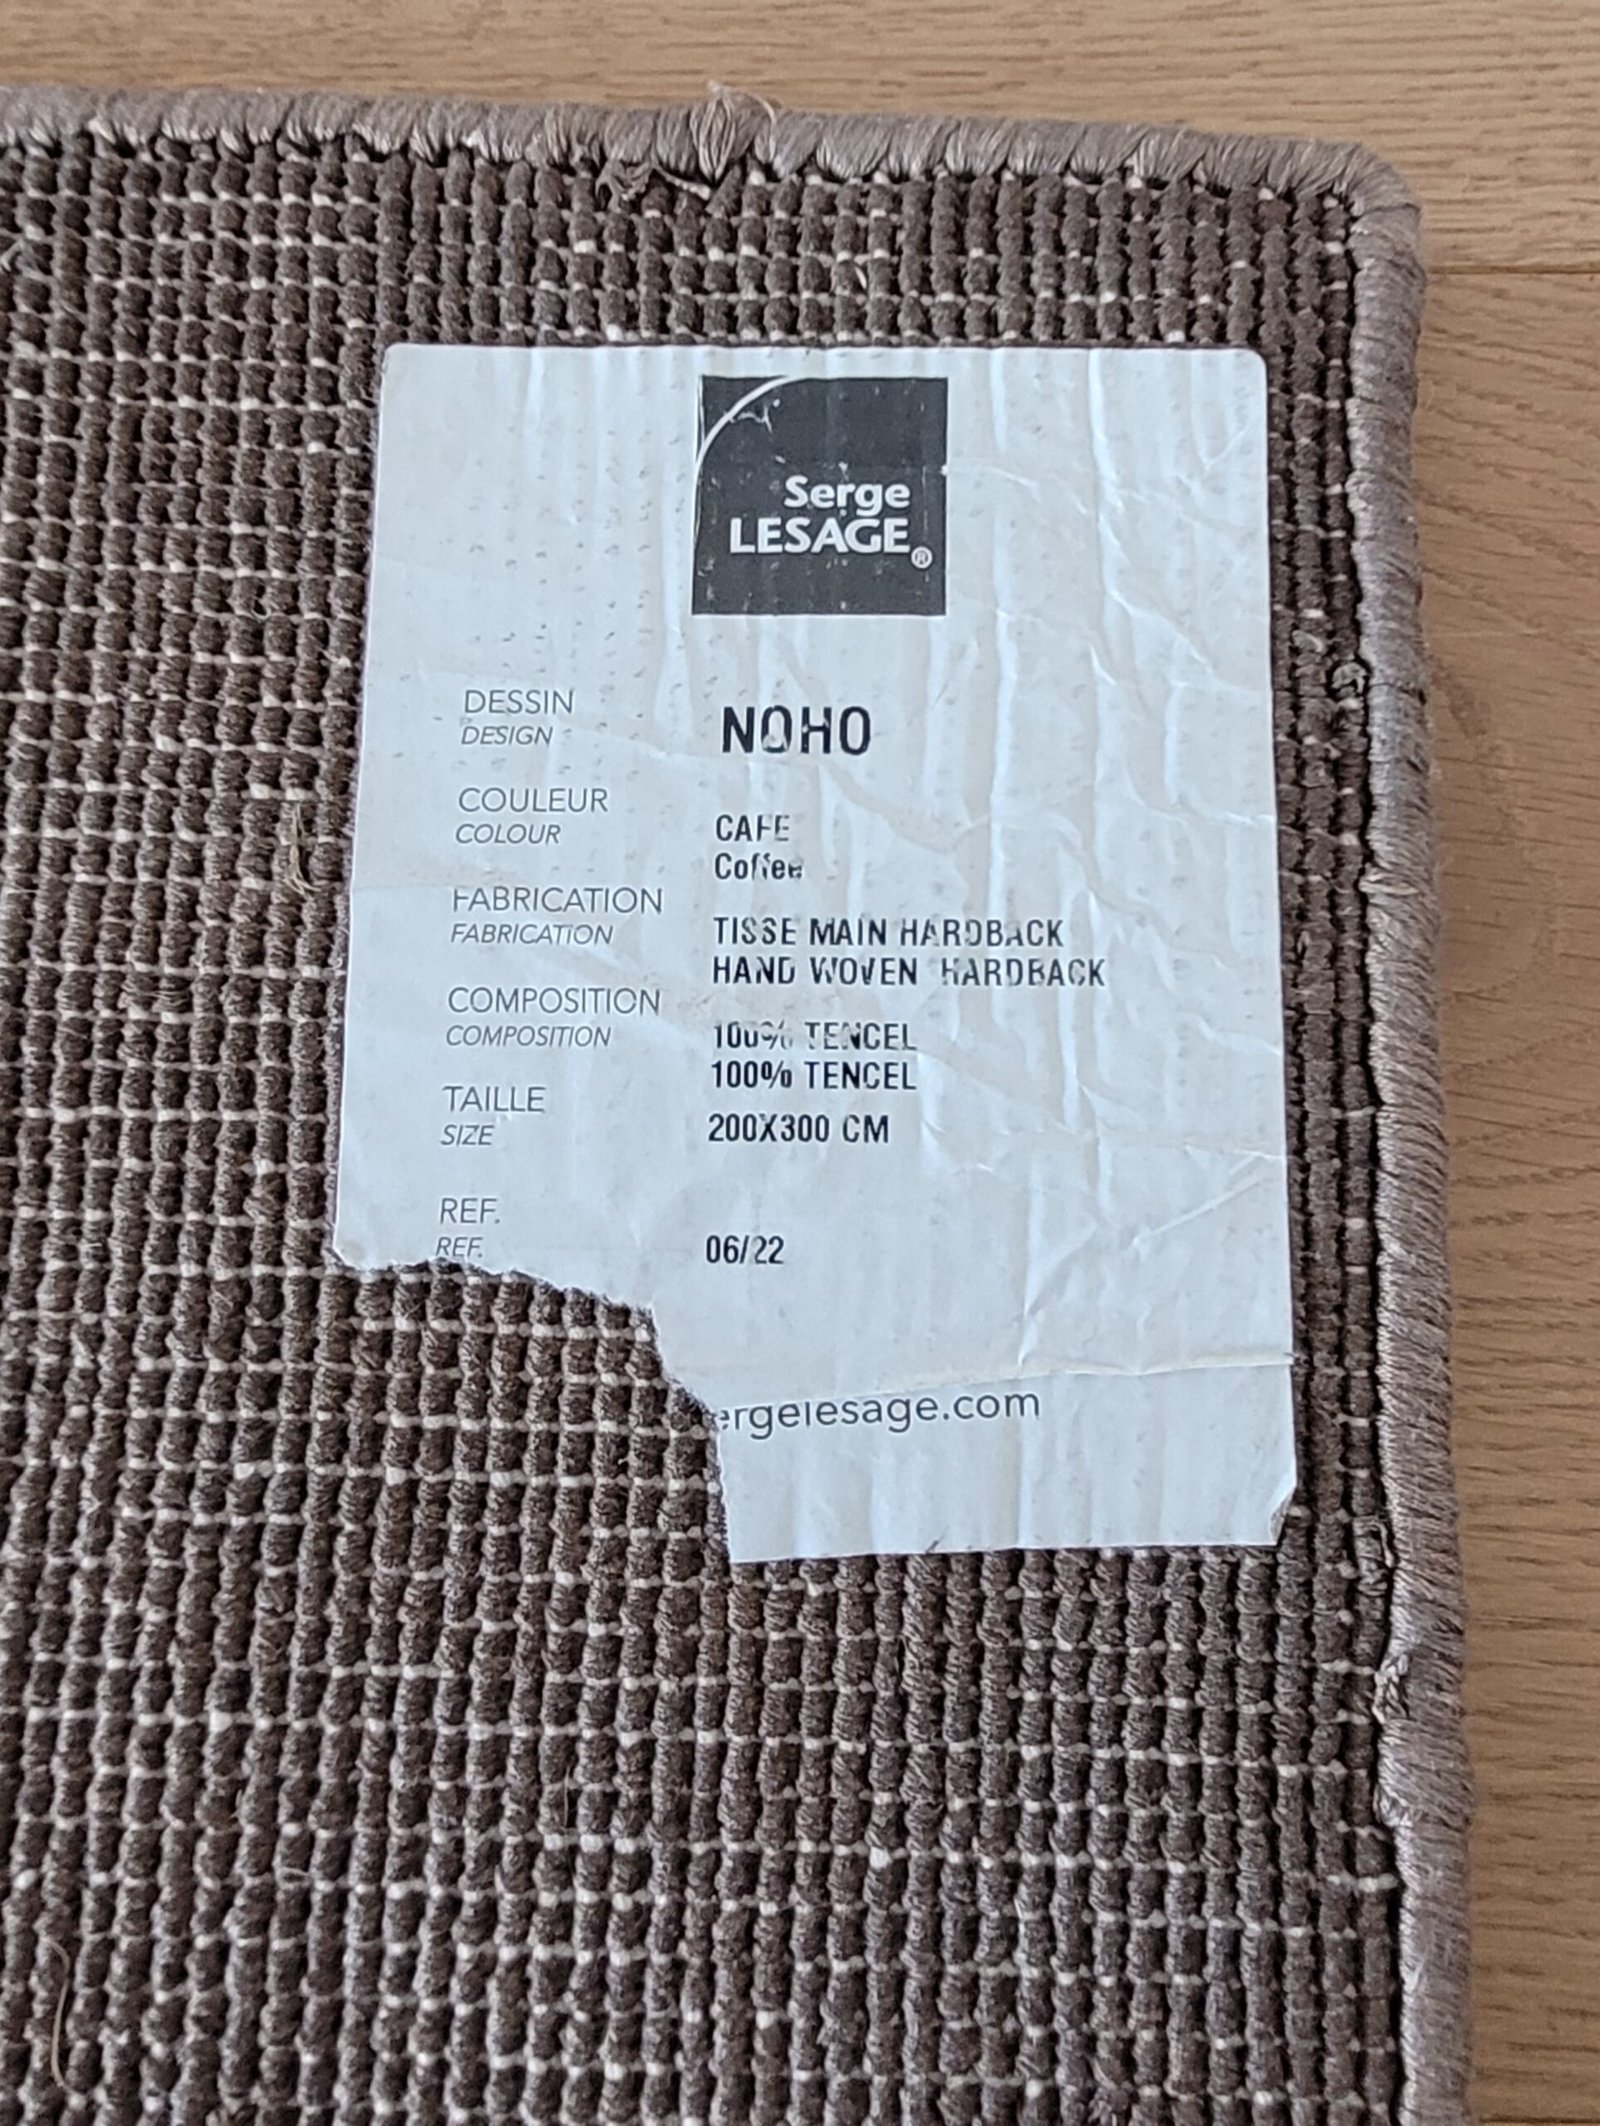 Serge
LESAGE®
DESSIN
DESIGN
NOHO
COULEUR
COLOUR
CAFE
Coffee
FABRICATION
FABRICATION
TISSE MAIN HARDBACK
HAND WOVEN HARDBACK
COMPOSITION
COMPOSITION
100% TENCEL
100% TENCEL
TAILLE
SIZE
200X300 CM
REF.
REF.
06/22
ergelesage.com